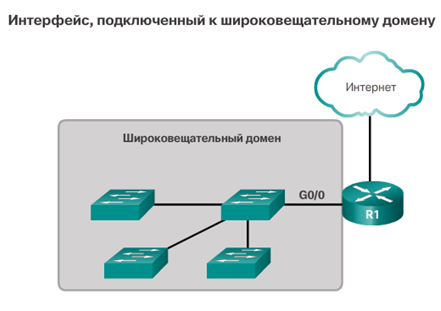 Интерфейс, подключенный к широковещательному домену
Интернет
Широковещательный домен
G0/0
R1